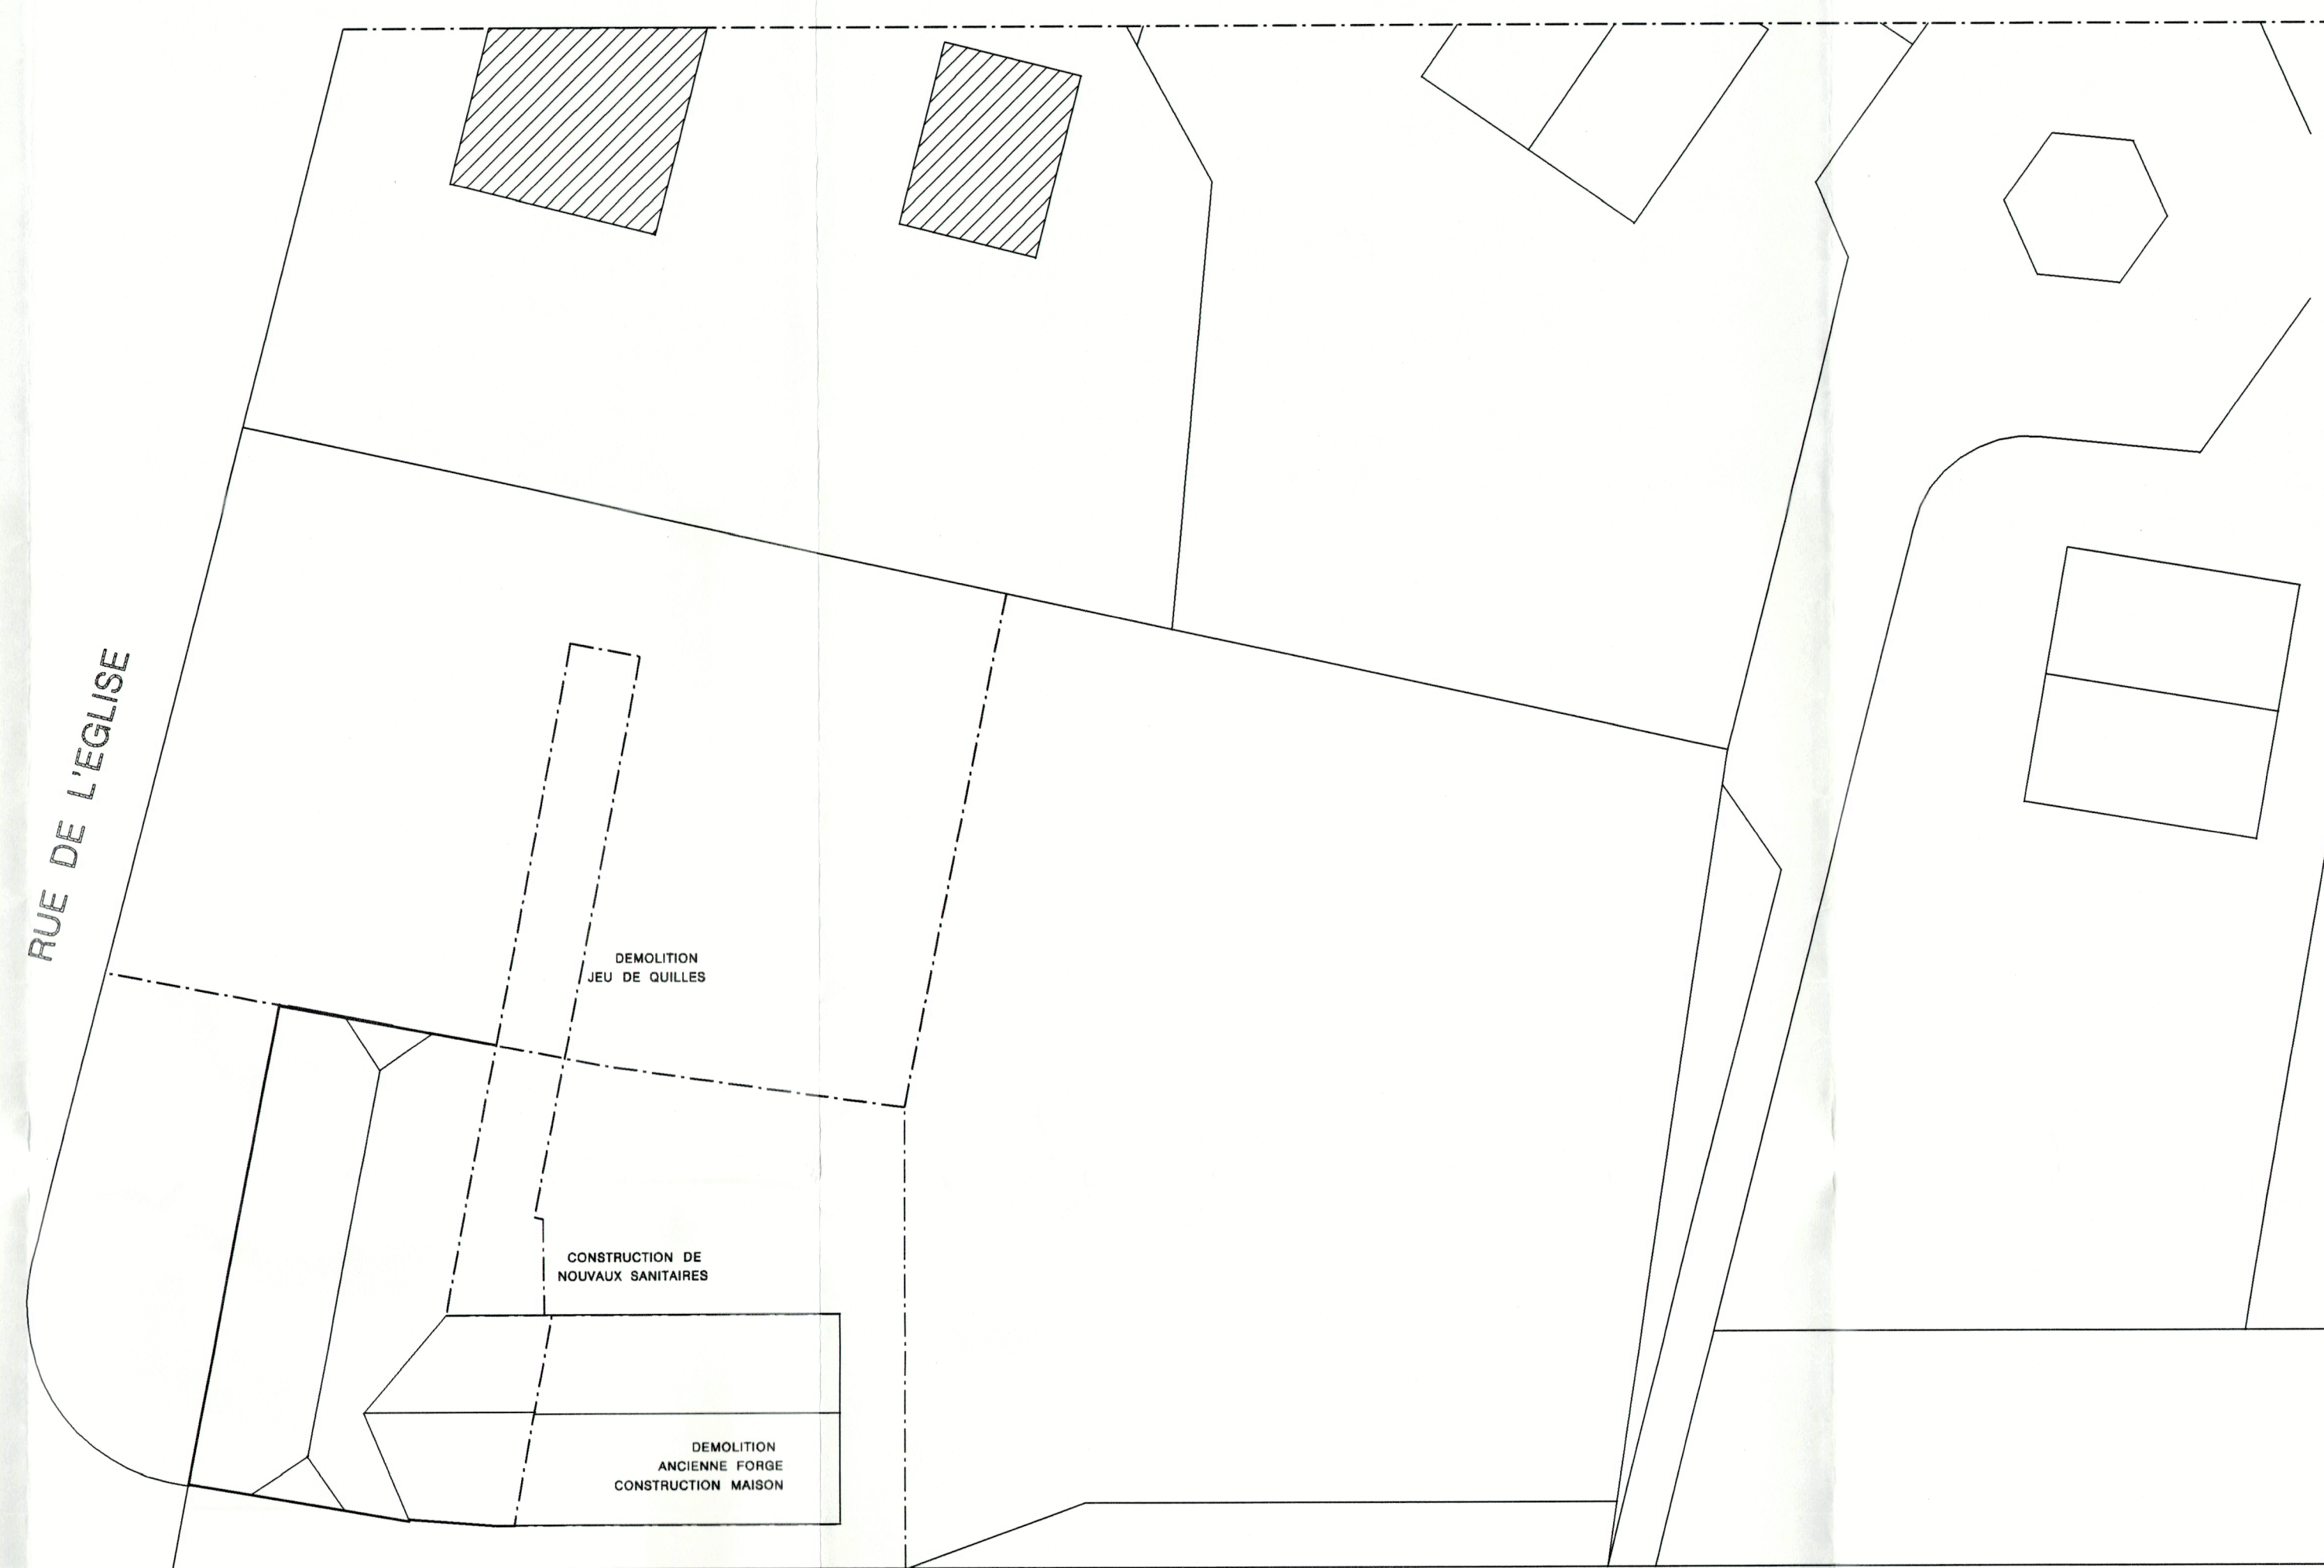 RUE DE L'EGLISE
DEMOLITION
JEU DE QUILLES
CONSTRUCTION DE
NOUVAUX SANITAIRES
DEMOLITION
ANCIENNE FORGE
CONSTRUCTION MAISON